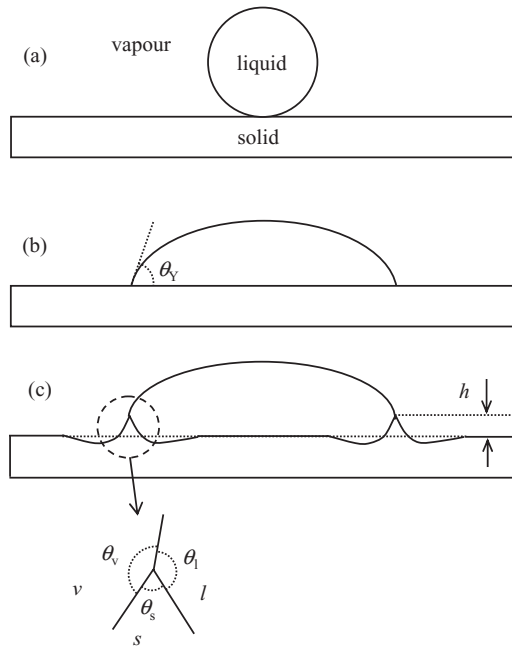 (a)
vapour
liquid
solid
(b)
θY
(c)
h
θv
θl
v
θs
l
s